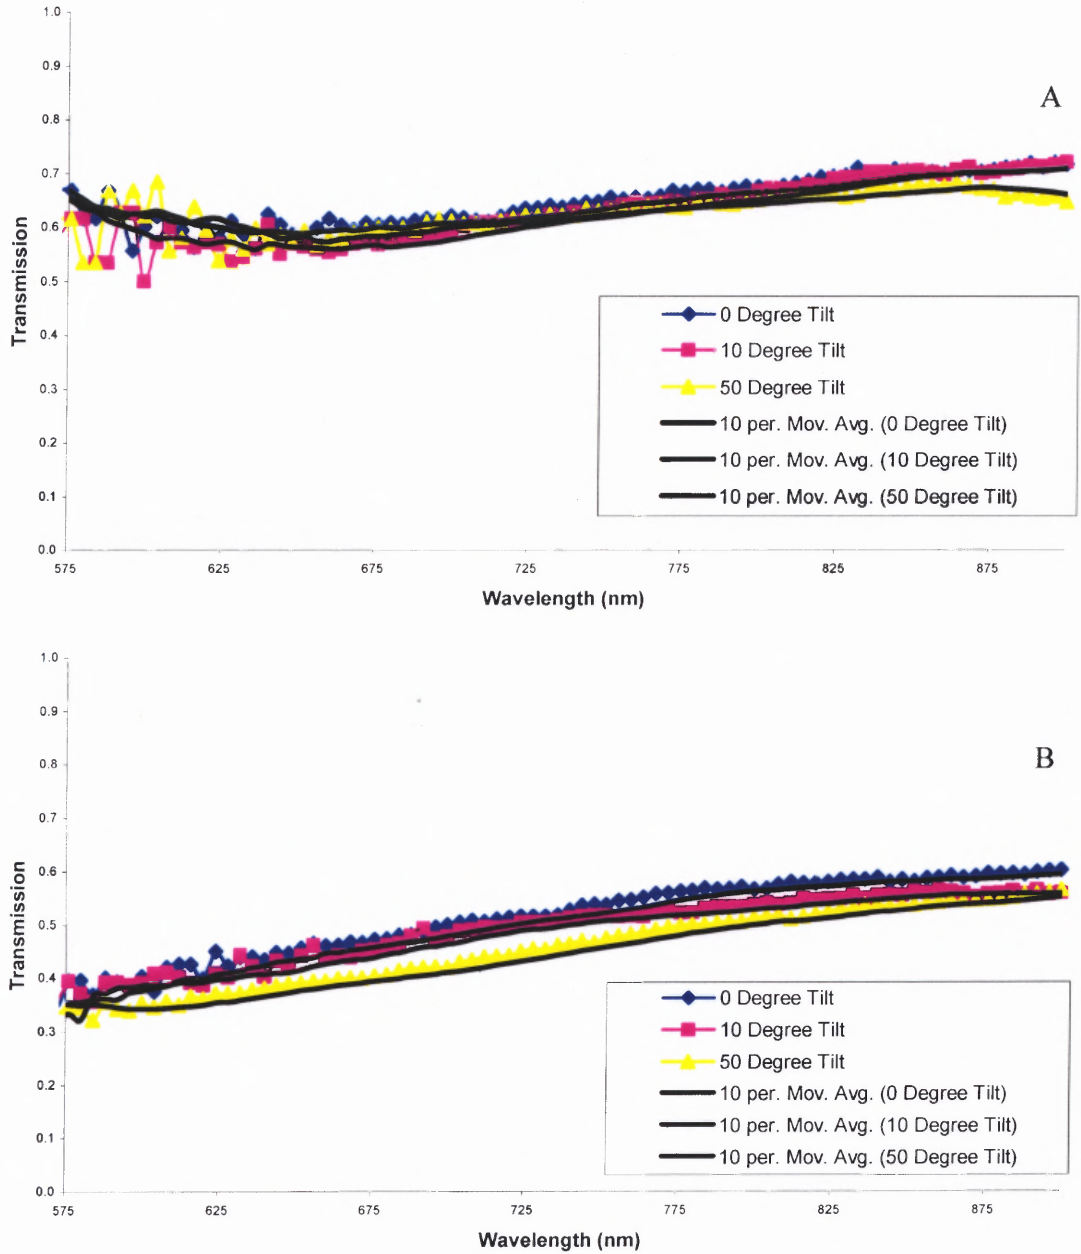 1.0
0.9
A
0.8
0.7
0.6
0.5
0.4
0.3
0.2
0.1
0.0
Transmission
0 Degree Tilt
10 Degree Tilt
50 Degree Tilt
10 per. Mov. Avg. (0 Degree Tilt)
10 per. Mov. Avg. (10 Degree Tilt)
10 per. Mov. Avg. (50 Degree Tilt)
575 625 675 725 775 825 875
Wavelength (nm)
1.0
0.9
B
0.8
0.7
0.6
0.5
0.4
0.3
0.2
0.1
0.0
Transmission
0 Degree Tilt
10 Degree Tilt
50 Degree Tilt
10 per. Mov. Avg. (0 Degree Tilt)
10 per. Mov. Avg. (10 Degree Tilt)
10 per. Mov. Avg. (50 Degree Tilt)
575 625 675 725 775 825 875
Wavelength (nm)